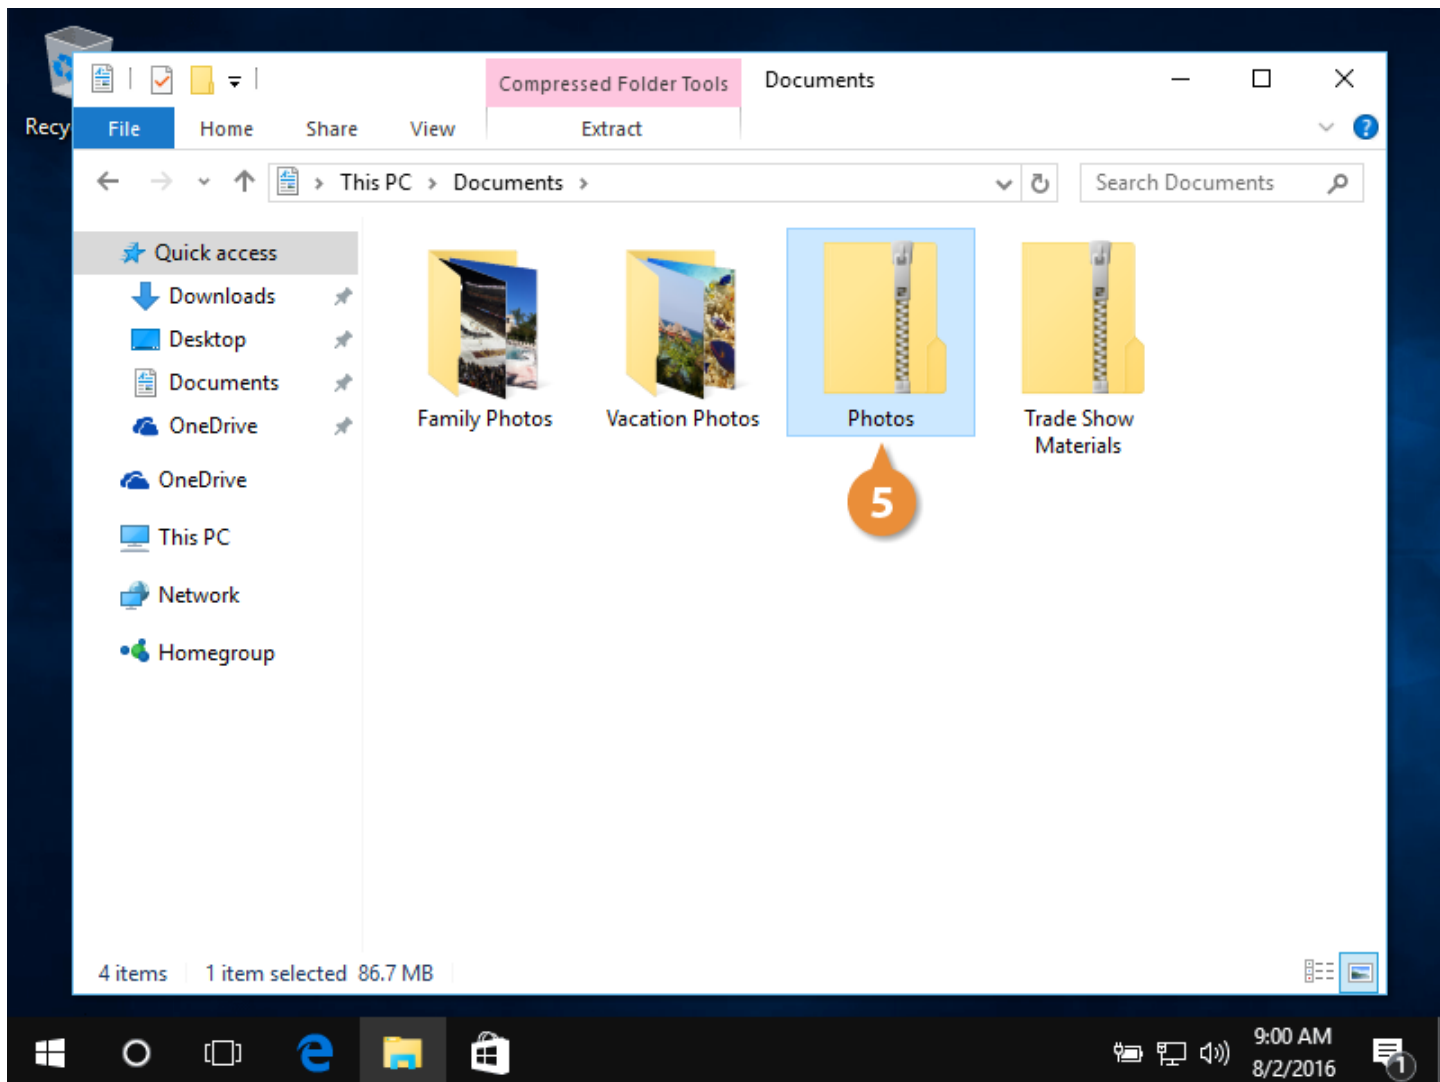 Recy
Compressed Folder Tools
Documents
File
Home
Share
View
Extract
?
This PC
Documents
Search Documents
Quick access
Downloads
Desktop
Documents
OneDrive
OneDrive
This PC
Network
Homegroup
Family Photos
Vacation Photos
Photos
Trade Show
Materials
5
4 items
1 item selected 86.7 MB
9:00 AM
8/2/2016
1